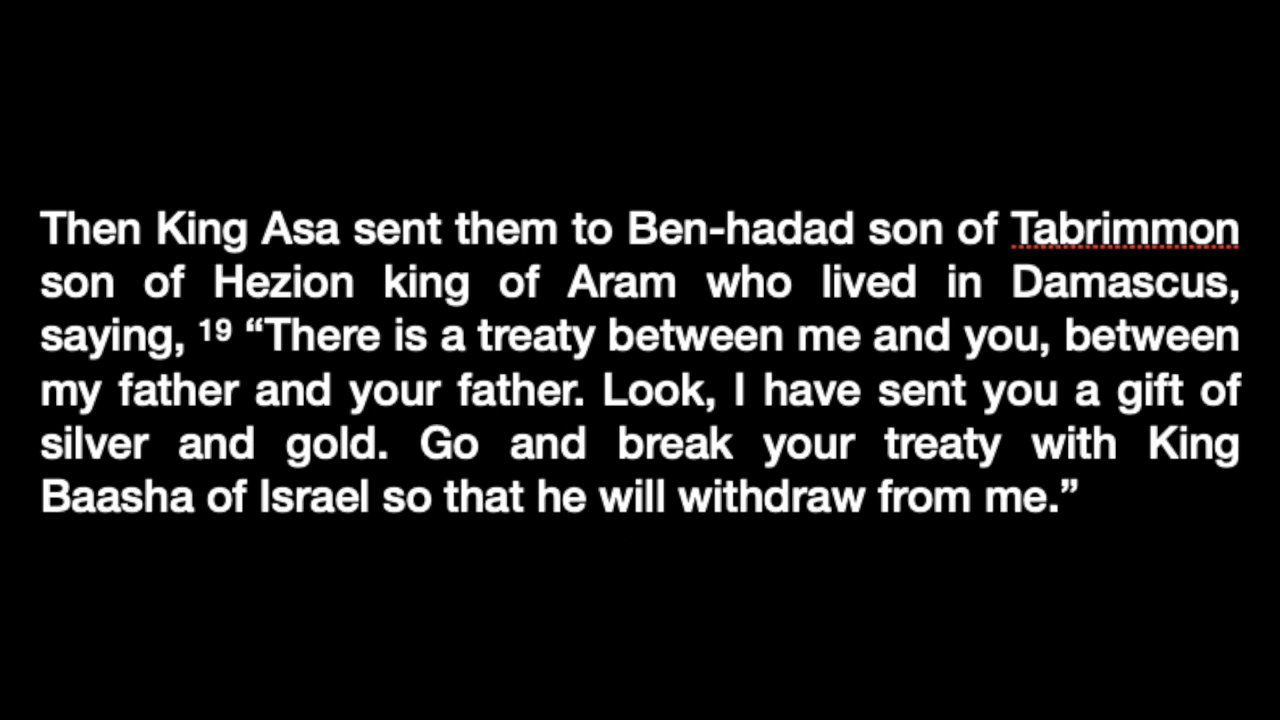 Then King Asa sent them to Ben-hadad son of Tabrimmon
son of Hezion king of Aram who lived in Damascus,
saying, ¹⁹ “There is a treaty between me and you, between
my father and your father. Look, I have sent you a gift of
silver and gold. Go and break your treaty with King
Baasha of Israel so that he will withdraw from me.”